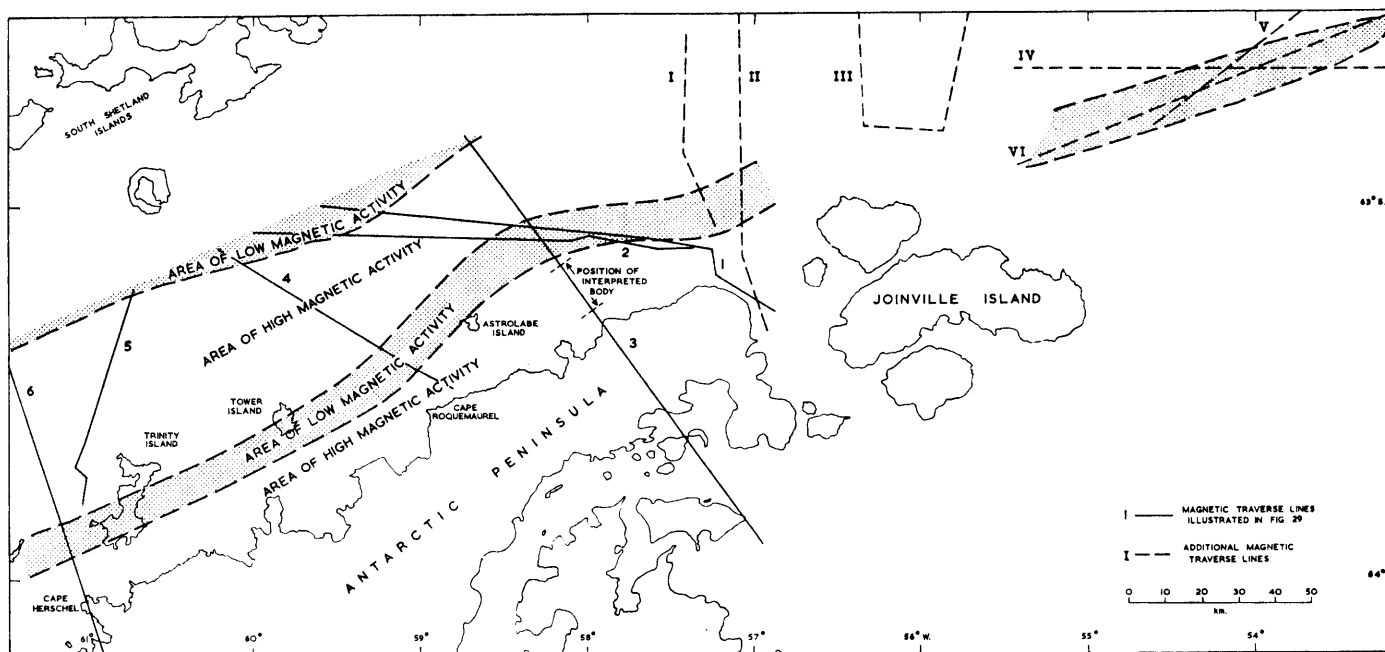 I
II
III
IV
V
VI
SOUTH SHETLAND
ISLANDS
63° S.
AREA OF LOW MAGNETIC ACTIVITY
AREA OF HIGH MAGNETIC ACTIVITY
1
2
3
4
5
6
POSITION OF
INTERPRETED
BODY
ASTROLABE
ISLAND
JOINVILLE ISLAND
AREA OF LOW MAGNETIC ACTIVITY
AREA OF HIGH MAGNETIC ACTIVITY
TOWER
ISLAND
TRINITY
ISLAND
CAPE
ROQUEMAUREL
ANTARCTIC PENINSULA
CAPE
HERSCHEL
1 MAGNETIC TRAVERSE LINES
ILLUSTRATED IN FIG 29
I ADDITIONAL MAGNETIC
TRAVERSE LINES
0 10 20 30 40 50
km.
64°
61° 60° 59° 58° 57° 56° W. 55° 54°